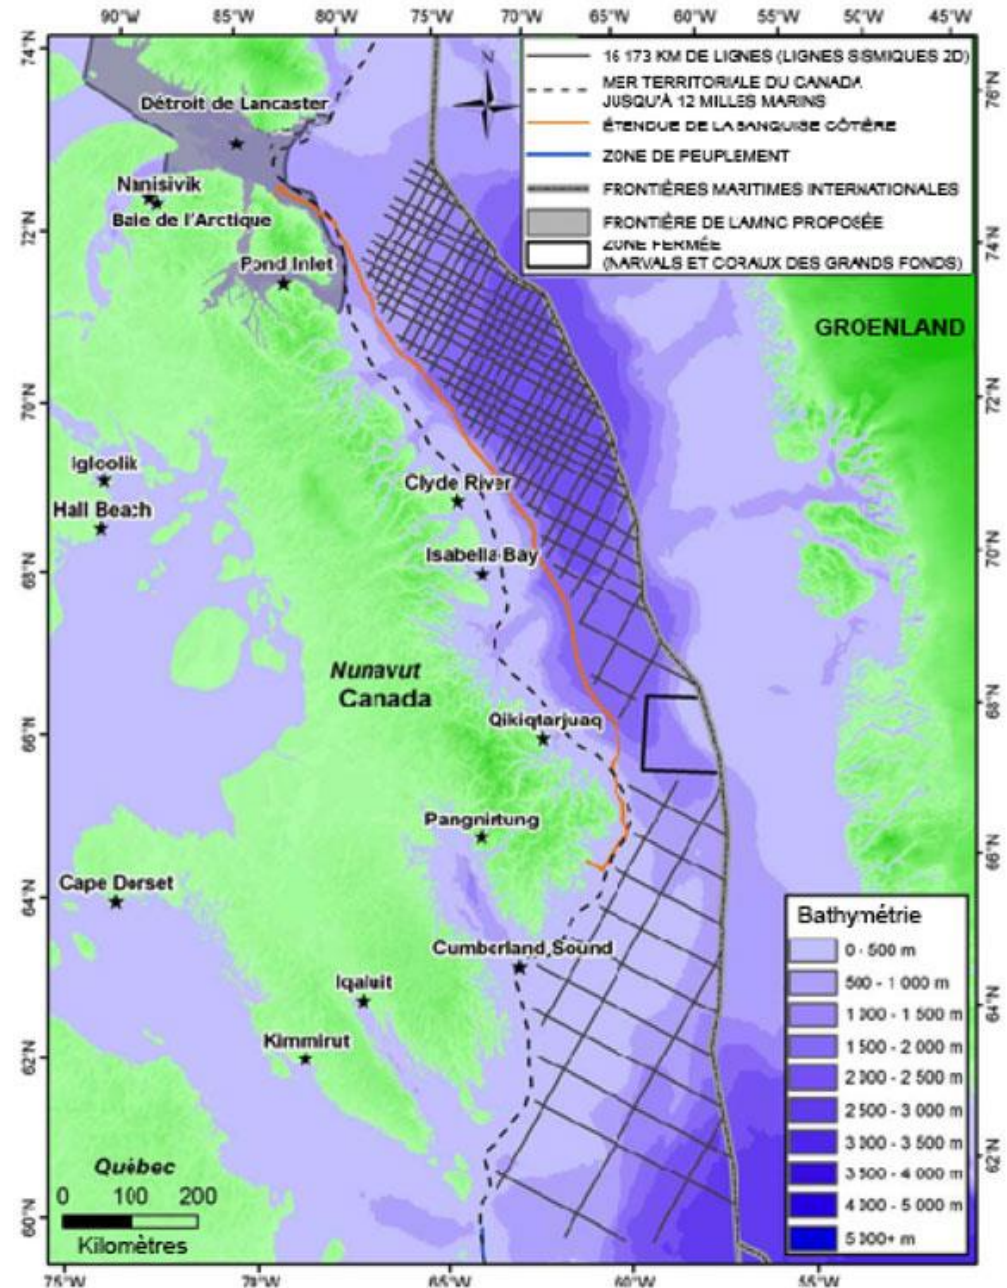 90°W 85°W 80°W 75°W 70°W 65°W 60°W 55°W 50°W 45°W
74°N
72°N
70°N
68°N
66°N
64°N
62°N
60°N
76°N
74°N
72°N
70°N
68°N
66°N
64°N
62°N
N
16 173 KM DE LIGNES (LIGNES SISMIQUES 2D)
MER TERRITORIALE DU CANADA
JUSQU'À 12 MILLES MARINS
ÉTENDUE DE LA BANQUISE CÔTIÈRE
ZONE DE PEUPLEMENT
FRONTIÈRES MARITIMES INTERNATIONALES
FRONTIÈRE DE L'AMNC PROPOSÉE
ZONE FERMÉE
(NARVALS ET CORAUX DES GRANDS FONDS)
Détroit de Lancaster
Nanisivik
Baie de l'Arctique
Pond Inlet
GROENLAND
Igloolik
Hall Beach
Clyde River
Isabella Bay
Nunavut
Canada
Qikiqtarjuaq
Pangnirtung
Cape Dorset
Cumberland Sound
Iqaluit
Kimmirut
Québec
0 100 200
Kilomètres
Bathymétrie
0 - 500 m
500 - 1 000 m
1 000 - 1 500 m
1 500 - 2 000 m
2 000 - 2 500 m
2 500 - 3 000 m
3 000 - 3 500 m
3 500 - 4 000 m
4 000 - 5 000 m
5 000+ m
75°W 70°W 65°W 60°W 55°W